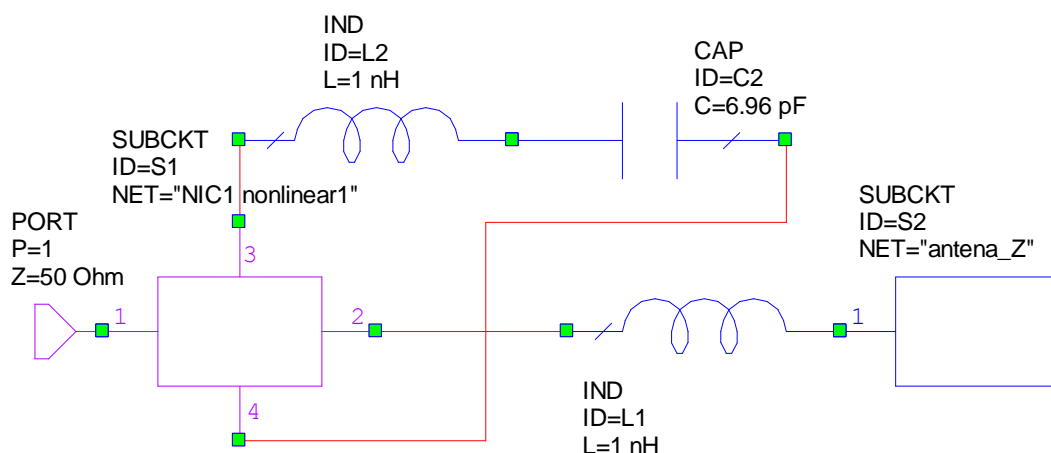 IND
ID=L2
L=1 nH
CAP
ID=C2
C=6.96 pF
SUBCKT
ID=S1
NET="NIC1 nonlinear1"
SUBCKT
ID=S2
NET="antena_Z"
PORT
P=1
Z=50 Ohm
3
1
2
1
4
IND
ID=L1
L=1 nH